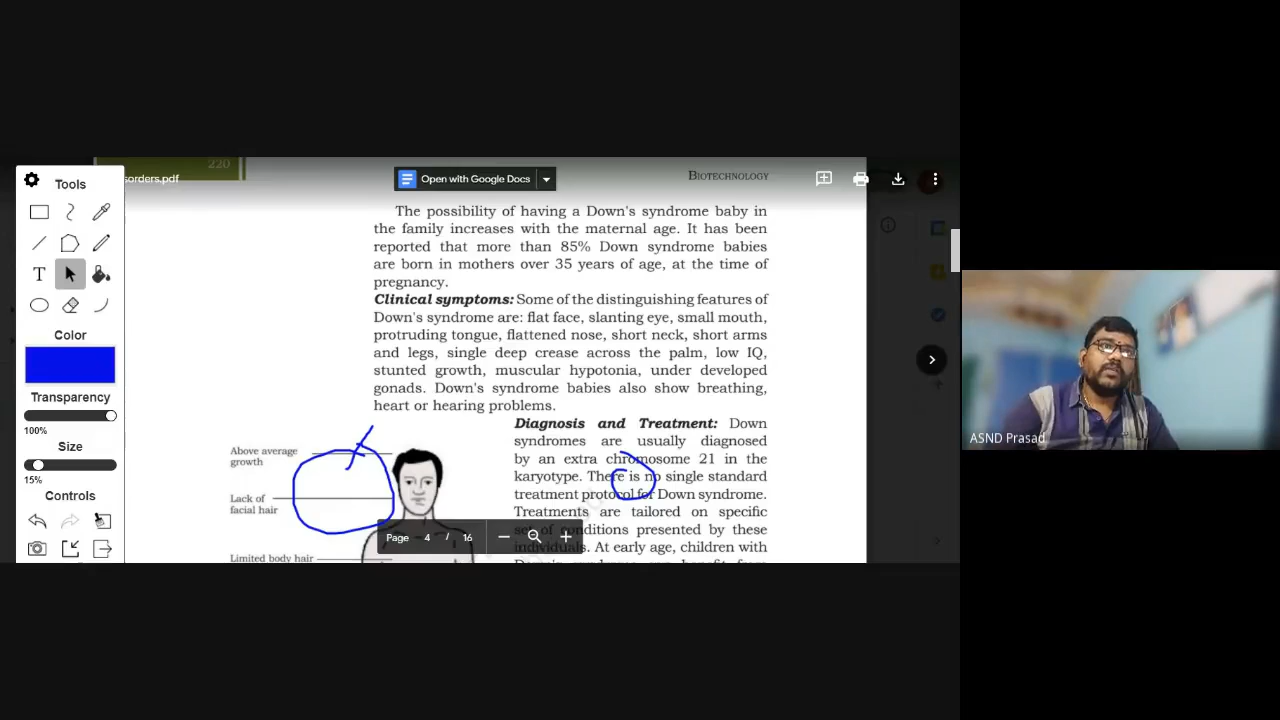 220
sorders.pdf
Open with Google Docs
BIOTECHNOLOGY
Tools
Color
Transparency
100%
Size
15%
Controls
The possibility of having a Down's syndrome baby in
the family increases with the maternal age. It has been
reported that more than 85% Down syndrome babies
are born in mothers over 35 years of age, at the time of
pregnancy.
Clinical symptoms: Some of the distinguishing features of
Down's syndrome are: flat face, slanting eye, small mouth,
protruding tongue, flattened nose, short neck, short arms
and legs, single deep crease across the palm, low IQ,
stunted growth, muscular hypotonia, under developed
gonads. Down's syndrome babies also show breathing,
heart or hearing problems.
Above average
growth
Lack of
facial hair
Limited body hair
Diagnosis and Treatment: Down
syndromes are usually diagnosed
by an extra chromosome 21 in the
karyotype. There is no single standard
treatment protocol for Down syndrome.
Treatments are tailored on specific
set of conditions presented by these
individuals. At early age, children with
Page 4 / 16
ASND Prasad